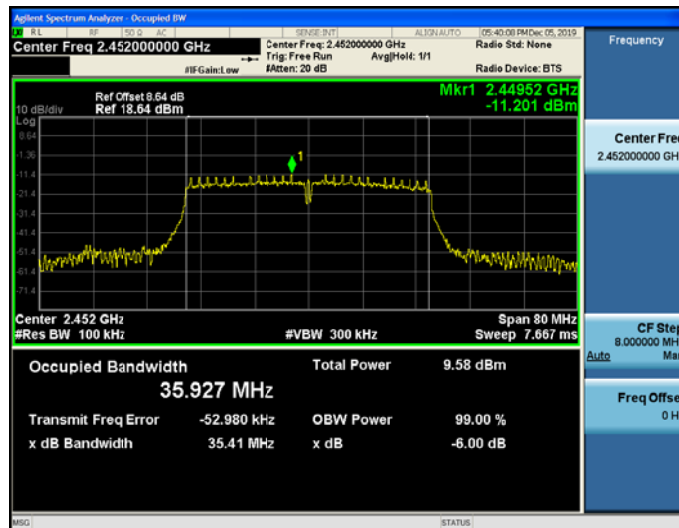 Agilent Spectrum Analyzer - Occupied BW
RL RF 50 Ω AC SENSE:INT ALIGN AUTO 05:40:00 PM Dec 05, 2019
Center Freq 2.452000000 GHz
Center Freq: 2.452000000 GHz
Radio Std: None
Trig: Free Run Avg|Hold: 1/1
#IFGain:Low #Atten: 20 dB Radio Device: BTS
Frequency
Mkr1 2.44952 GHz
-11.201 dBm
Ref Offset 8.64 dB
10 dB/div Ref 18.64 dBm
Log
8.64
-1.36
-11.4
-21.4
-31.4
-41.4
-51.4
-61.4
-71.4
1
Center Fre
2.452000000 GH
Center 2.452 GHz Span 80 MHz
#Res BW 100 kHz #VBW 300 kHz Sweep 7.667 ms
CF Step
8.000000 MH
Auto Ma
Occupied Bandwidth Total Power 9.58 dBm
35.927 MHz
Transmit Freq Error -52.980 kHz OBW Power 99.00 %
x dB Bandwidth 35.41 MHz x dB -6.00 dB
Freq Offse
0 H
MSG STATUS